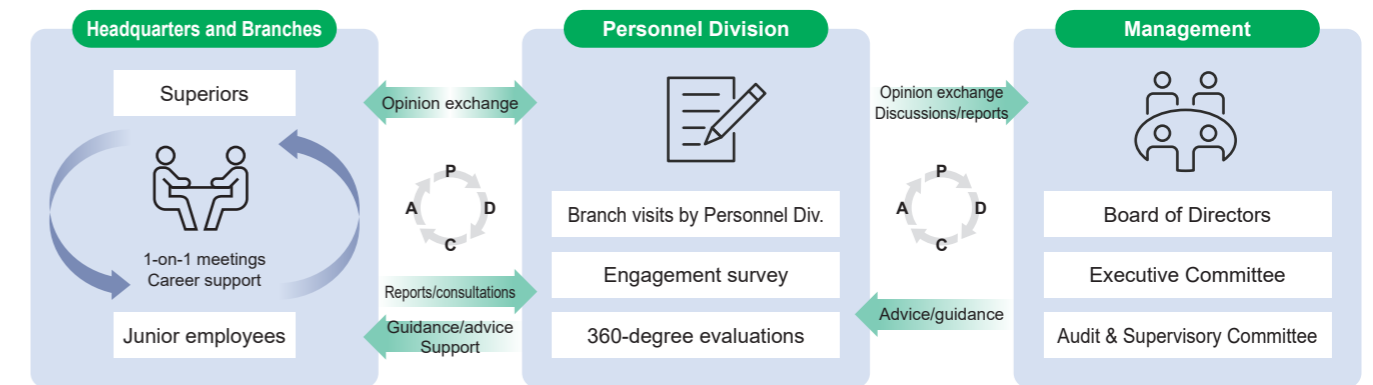 Headquarters and Branches
Superiors
1-on-1 meetings
Career support
Junior employees
Opinion exchange
P
D
C
A
Reports/consultations
Guidance/advice
Support
Personnel Division
Branch visits by Personnel Div.
Engagement survey
360-degree evaluations
Opinion exchange
Discussions/reports
P
D
C
A
Advice/guidance
Management
Board of Directors
Executive Committee
Audit & Supervisory Committee